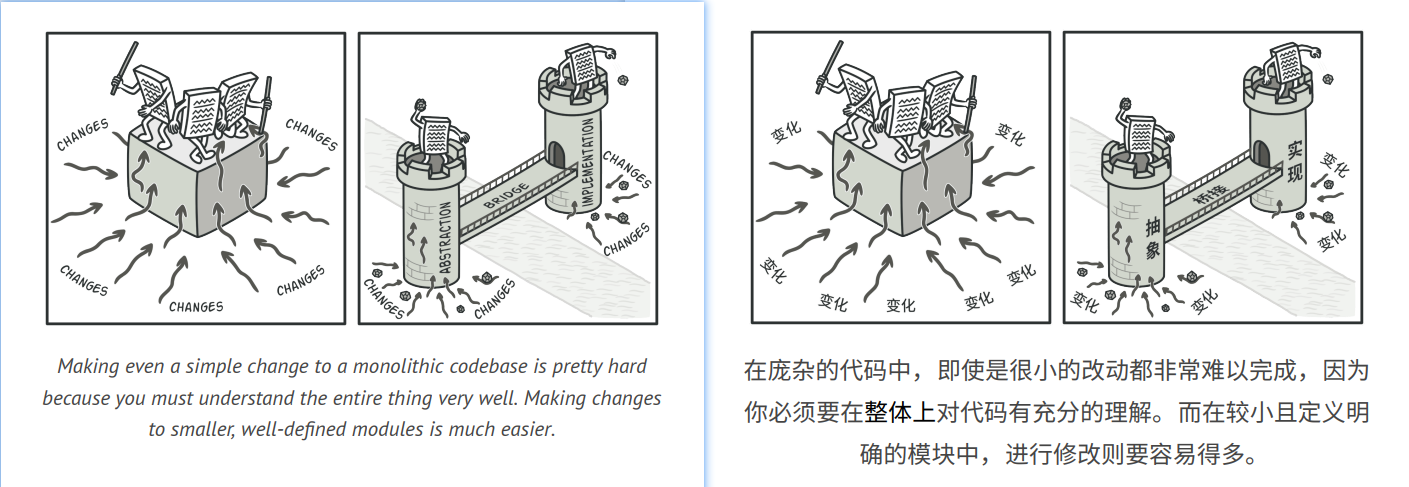 CHANGES
CHANGES
CHANGES
CHANGES
CHANGES
ABSTRACTION
BRIDGE
IMPLEMENTATION
CHANGES
CHANGES
CHANGES
CHANGES
Making even a simple change to a monolithic codebase is pretty hard
because you must understand the entire thing very well. Making changes
to smaller, well-defined modules is much easier.
变化
变化
变化
变化
变化
变化
变化
抽象
桥接
实现
变化
变化
变化
变化
在庞杂的代码中，即使是很小的改动都非常难以完成，因为
你必须要在整体上对代码有充分的理解。而在较小且定义明
确的模块中，进行修改则要容易得多。